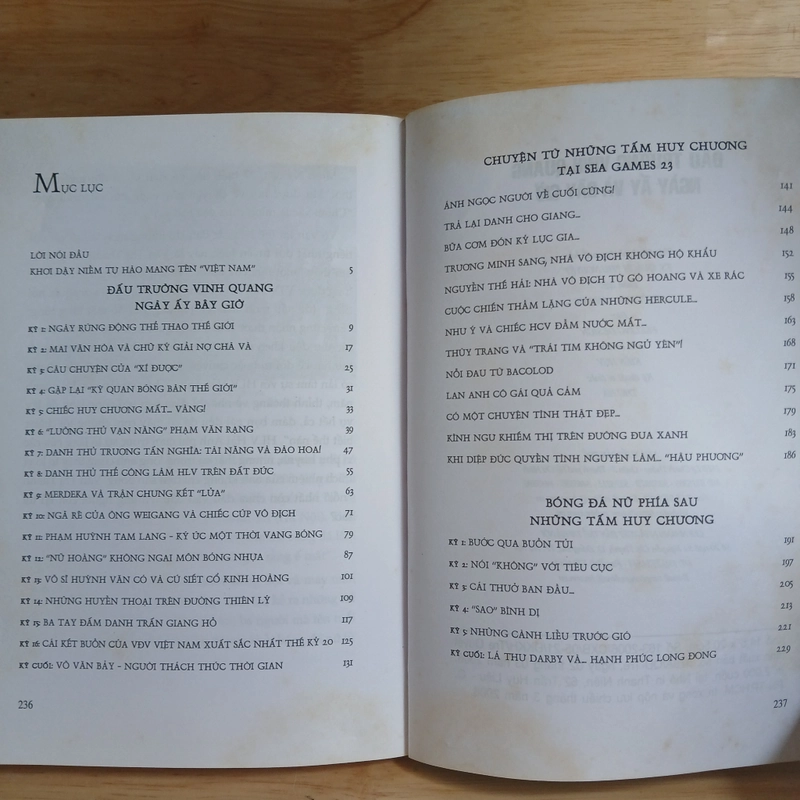 MỤC LỤC
LỜI NÓI ĐẦU
KHƠI DẬY NIỀM TỰ HÀO MANG TÊN "VIỆT NAM" 5
ĐẤU TRƯỜNG VINH QUANG
NGÀY ẤY BÂY GIỜ
KỲ 1: NGÀY RÚNG ĐỘNG THỂ THAO THẾ GIỚI 9
KỲ 2: MAI VĂN HÒA VÀ CHỮ KÝ GIẢI NỢ CHÀ VÀ 17
KỲ 3: CÂU CHUYỆN CỦA "XÍ ĐƯỢC" 25
KỲ 4: GẶP LẠI "KỲ QUAN BÓNG BÀN THẾ GIỚI" 31
KỲ 5: CHIẾC HUY CHƯƠNG MẤT... VÀNG! 33
KỲ 6: "LƯỠNG THỦ VẠN NĂNG" PHẠM VĂN RẠNG 39
KỲ 7: DANH THỦ TRƯƠNG TẤN NGHĨA: TÀI NĂNG VÀ ĐÀO HOA! 47
KỲ 8: DANH THỦ THẾ CÔNG LÀM HLV TRÊN ĐẤT ĐỨC 55
KỲ 9: MERDEKA VÀ TRẬN CHUNG KẾT "LỬA" 63
KỲ 10: NGÃ RẼ CỦA ÔNG WEIGANG VÀ CHIẾC CÚP VÔ ĐỊCH 71
KỲ 11: PHẠM HUỲNH TAM LANG - KÝ ỨC MỘT THỜI VANG BÓNG 79
KỲ 12: "NỮ HOÀNG" KHÔNG NGAI MÔN BÓNG NHỰA 87
KỲ 13: VÕ SĨ HUỲNH VĂN CÓ VÀ CÚ SIẾT CỔ KINH HOÀNG 101
KỲ 14: NHỮNG HUYỀN THOẠI TRÊN ĐƯỜNG THIÊN LÝ 109
KỲ 15: BA TAY ĐẤM DANH TRẤN GIANG HỒ 117
KỲ 16: CÁI KẾT BUỒN CỦA VĐV VIỆT NAM XUẤT SẮC NHẤT THẾ KỶ 20 125
KỲ CUỐI: VÕ VĂN BẢY - NGƯỜI THÁCH THỨC THỜI GIAN 131
236
CHUYỆN TỪ NHỮNG TẤM HUY CHƯƠNG
TẠI SEA GAMES 23
ÁNH NGỌC NGƯỜI VỀ CUỐI CÙNG! 141
TRẢ LẠI DANH CHO GIANG... 144
BỮA CƠM ĐÓN KỶ LỤC GIA... 148
TRƯƠNG MINH SANG, NHÀ VÔ ĐỊCH KHÔNG HỘ KHẨU 152
NGUYỄN THẾ HẢI: NHÀ VÔ ĐỊCH TỪ GÒ HOANG VÀ XE RÁC 155
CUỘC CHIẾN THẦM LẶNG CỦA NHỮNG HERCULE... 158
NHƯ Ý VÀ CHIẾC HCV ĐẪM NƯỚC MẮT... 163
THÙY TRANG VÀ "TRÁI TIM KHÔNG NGỦ YÊN"! 168
NỖI ĐAU TỪ BACOLOD 171
LAN ANH CÔ GÁI QUẢ CẢM 175
CÓ MỘT CHUYỆN TÌNH THẬT ĐẸP... 179
KÌNH NGƯ KHIẾM THỊ TRÊN ĐƯỜNG ĐUA XANH 183
KHI DIỆP ĐỨC QUYỀN TÌNH NGUYỆN LÀM... "HẬU PHƯƠNG" 186
BÓNG ĐÁ NỮ PHÍA SAU
NHỮNG TẤM HUY CHƯƠNG
KỲ 1: BƯỚC QUA BUỒN TỦI 191
KỲ 2: NÓI "KHÔNG" VỚI TIÊU CỰC 197
KỲ 3: CÁI THUỞ BAN ĐẦU... 205
KỲ 4: "SAO" BÌNH DỊ 213
KỲ 5: NHỮNG CÀNH LIỄU TRƯỚC GIÓ 221
KỲ CUỐI: LÁ THƯ DARBY VÀ... HẠNH PHÚC LONG ĐONG 229
237